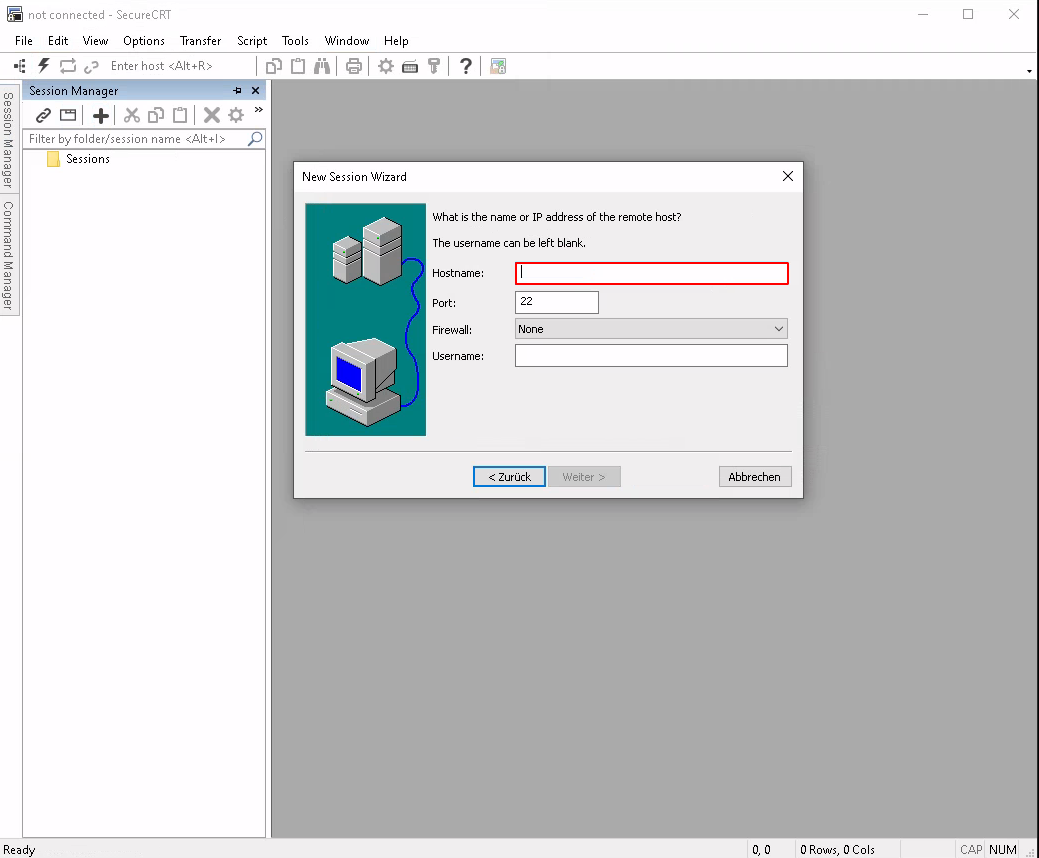 not connected - SecureCRT
File Edit View Options Transfer Script Tools Window Help
Enter host <Alt+R>
Session Manager
Session Manager
Command Manager
Filter by folder/session name <Alt+I>
Sessions
New Session Wizard
What is the name or IP address of the remote host?
The username can be left blank.
Hostname:
Port: 22
Firewall: None
Username:
< Zurück Weiter > Abbrechen
Ready 0, 0 0 Rows, 0 Cols CAP NUM